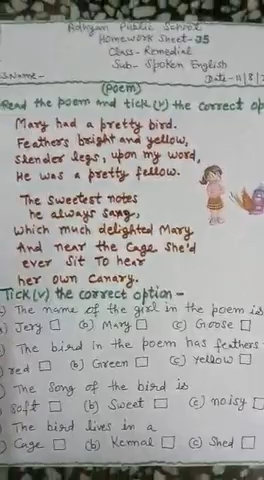 Adhyan Public School
Homework Sheet-35
Class- Remedial
Sub- Spoken English
S.Name- Date-11/8/2
(Poem)
Read the poem and tick (✓) the correct op
Mary had a pretty bird.
Feathers bright and yellow,
Slender legs, upon my word,
He was a pretty fellow.
The sweetest notes
he always sang,
which much delighted Mary
And near the Cage she'd
ever sit To hear
her own Canary.
Tick(✓) the correct option-
The name of the girl in the poem is
Jery (b) Mary (c) Goose
The bird in the poem has feathers
red (b) Green (c) Yellow
The song of the bird is
Soft (b) Sweet (c) noisy
The bird lives in a
Cage (b) Kennal (c) Shed